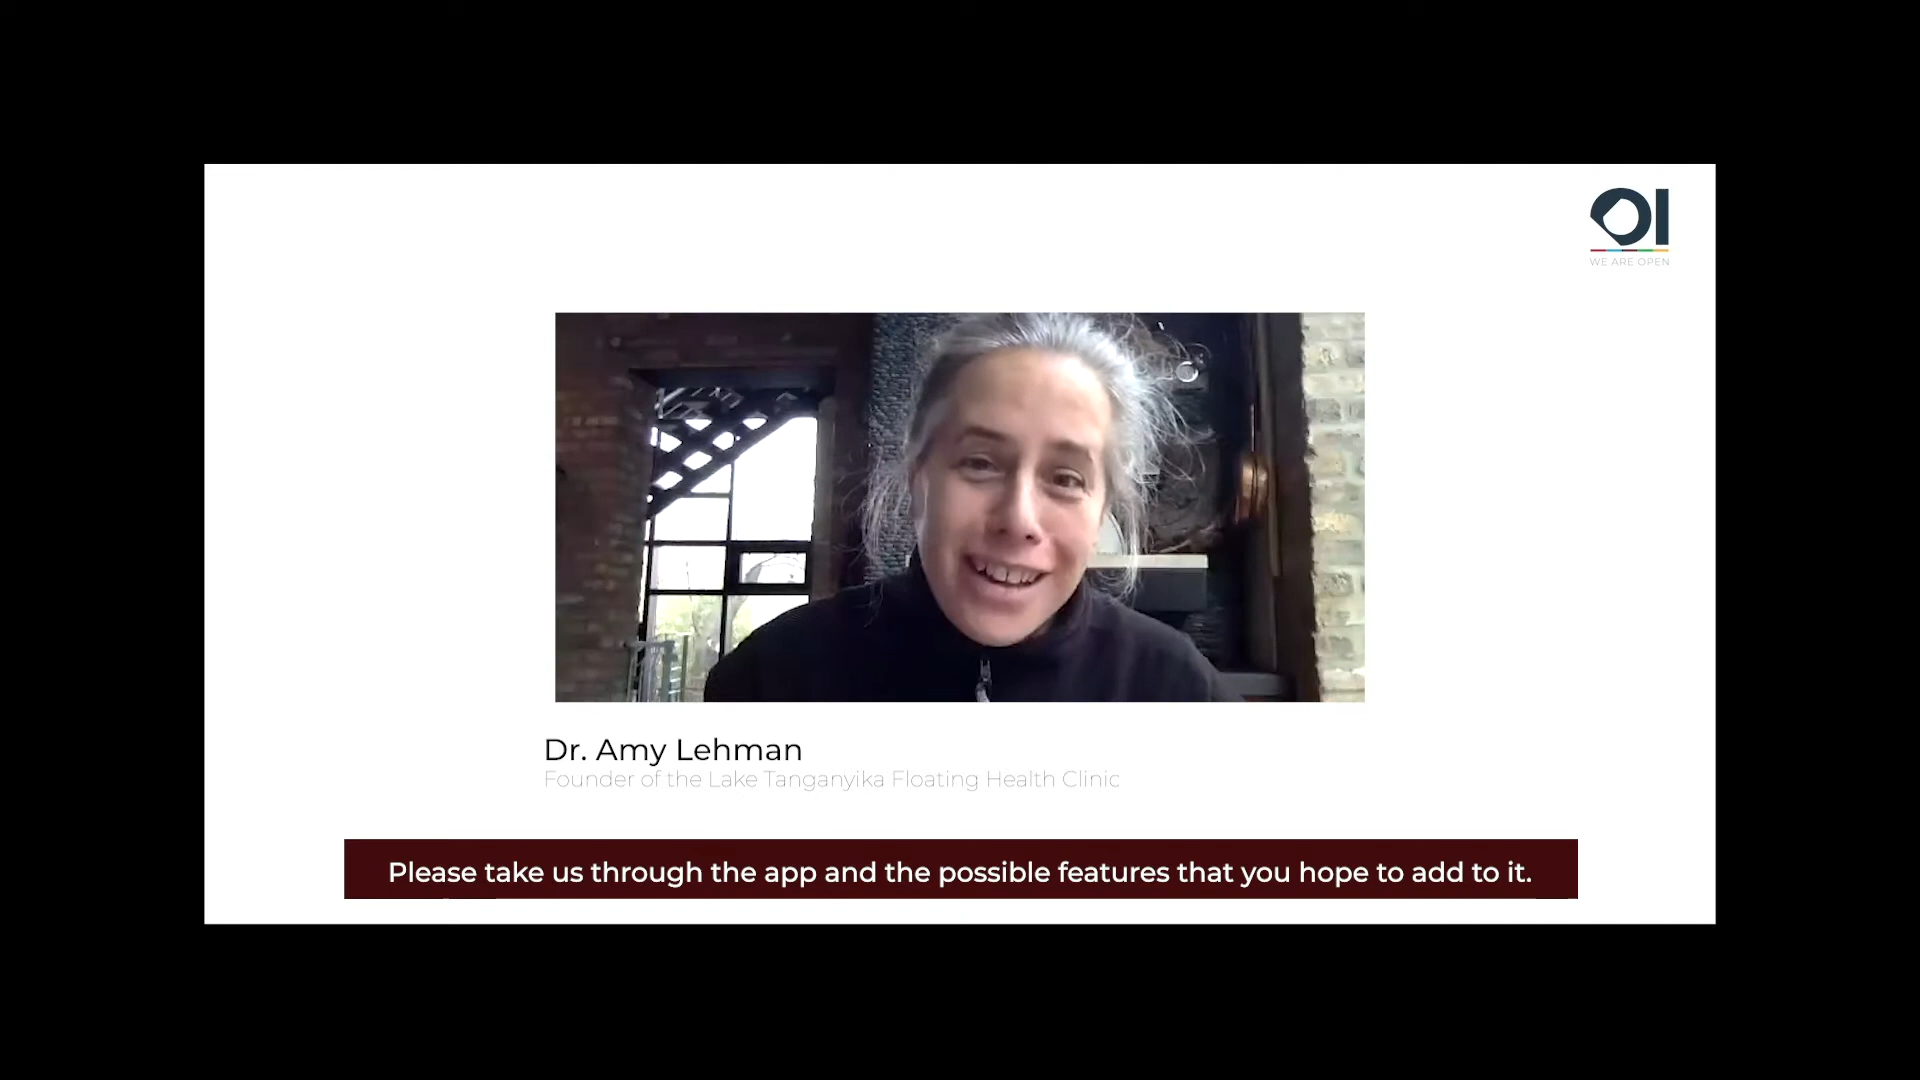 OI
WE ARE OPEN
Dr. Amy Lehman
Founder of the Lake Tanganyika Floating Health Clinic
Please take us through the app and the possible features that you hope to add to it.